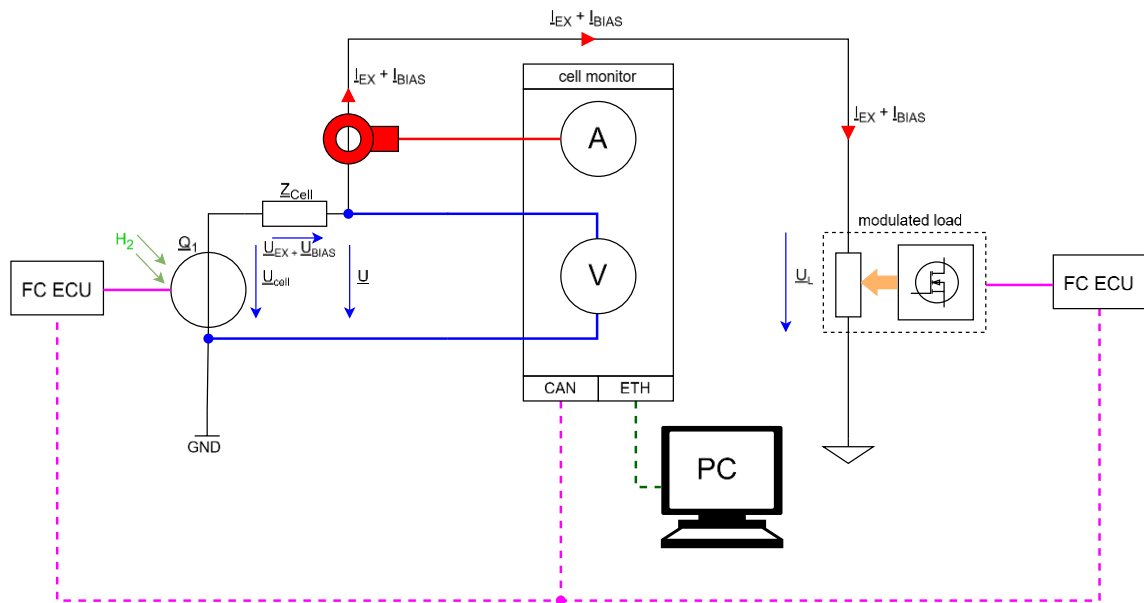 I_EX + I_BIAS
I_EX + I_BIAS
cell monitor
I_EX + I_BIAS
A
Z_Cell
H₂
Q₁
U_EX + U_BIAS
U_cell
U
V
modulated load
U_L
FC ECU
FC ECU
CAN
ETH
GND
PC